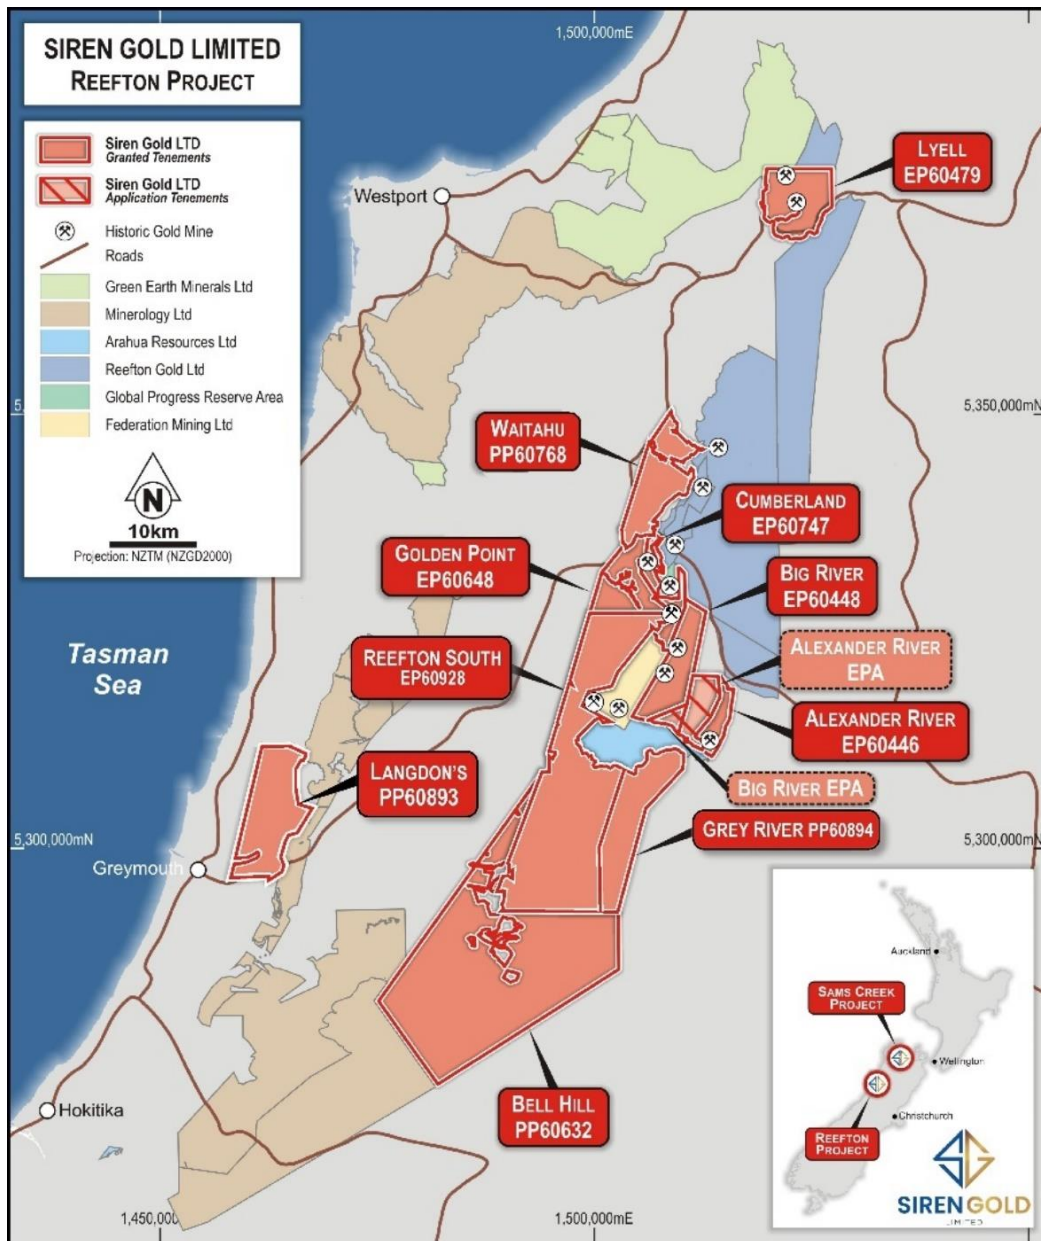 SIREN GOLD LIMITED
REEFTON PROJECT
1,500,000mE
Siren Gold LTD
Granted Tenements
Siren Gold LTD
Application Tenements
Historic Gold Mine
Roads
Green Earth Minerals Ltd
Minerology Ltd
Arahua Resources Ltd
Reefton Gold Ltd
Global Progress Reserve Area
Federation Mining Ltd
N
10km
Projection: NZTM (NZGD2000)
LYELL
EP60479
Westport
5,350,000mN
WAITAHU
PP60768
CUMBERLAND
EP60747
GOLDEN POINT
EP60648
BIG RIVER
EP60448
Tasman
Sea
REEFTON SOUTH
EP60928
ALEXANDER RIVER
EPA
ALEXANDER RIVER
EP60446
LANGDON'S
PP60893
BIG RIVER EPA
GREY RIVER PP60894
5,300,000mN
5,300,000mN
Greymouth
BELL HILL
PP60632
Hokitika
1,450,000
1,500,000mE
Auckland
SAMS CREEK
PROJECT
Wellington
Christchurch
REEFTON
PROJECT
SIREN GOLD
LIMITED